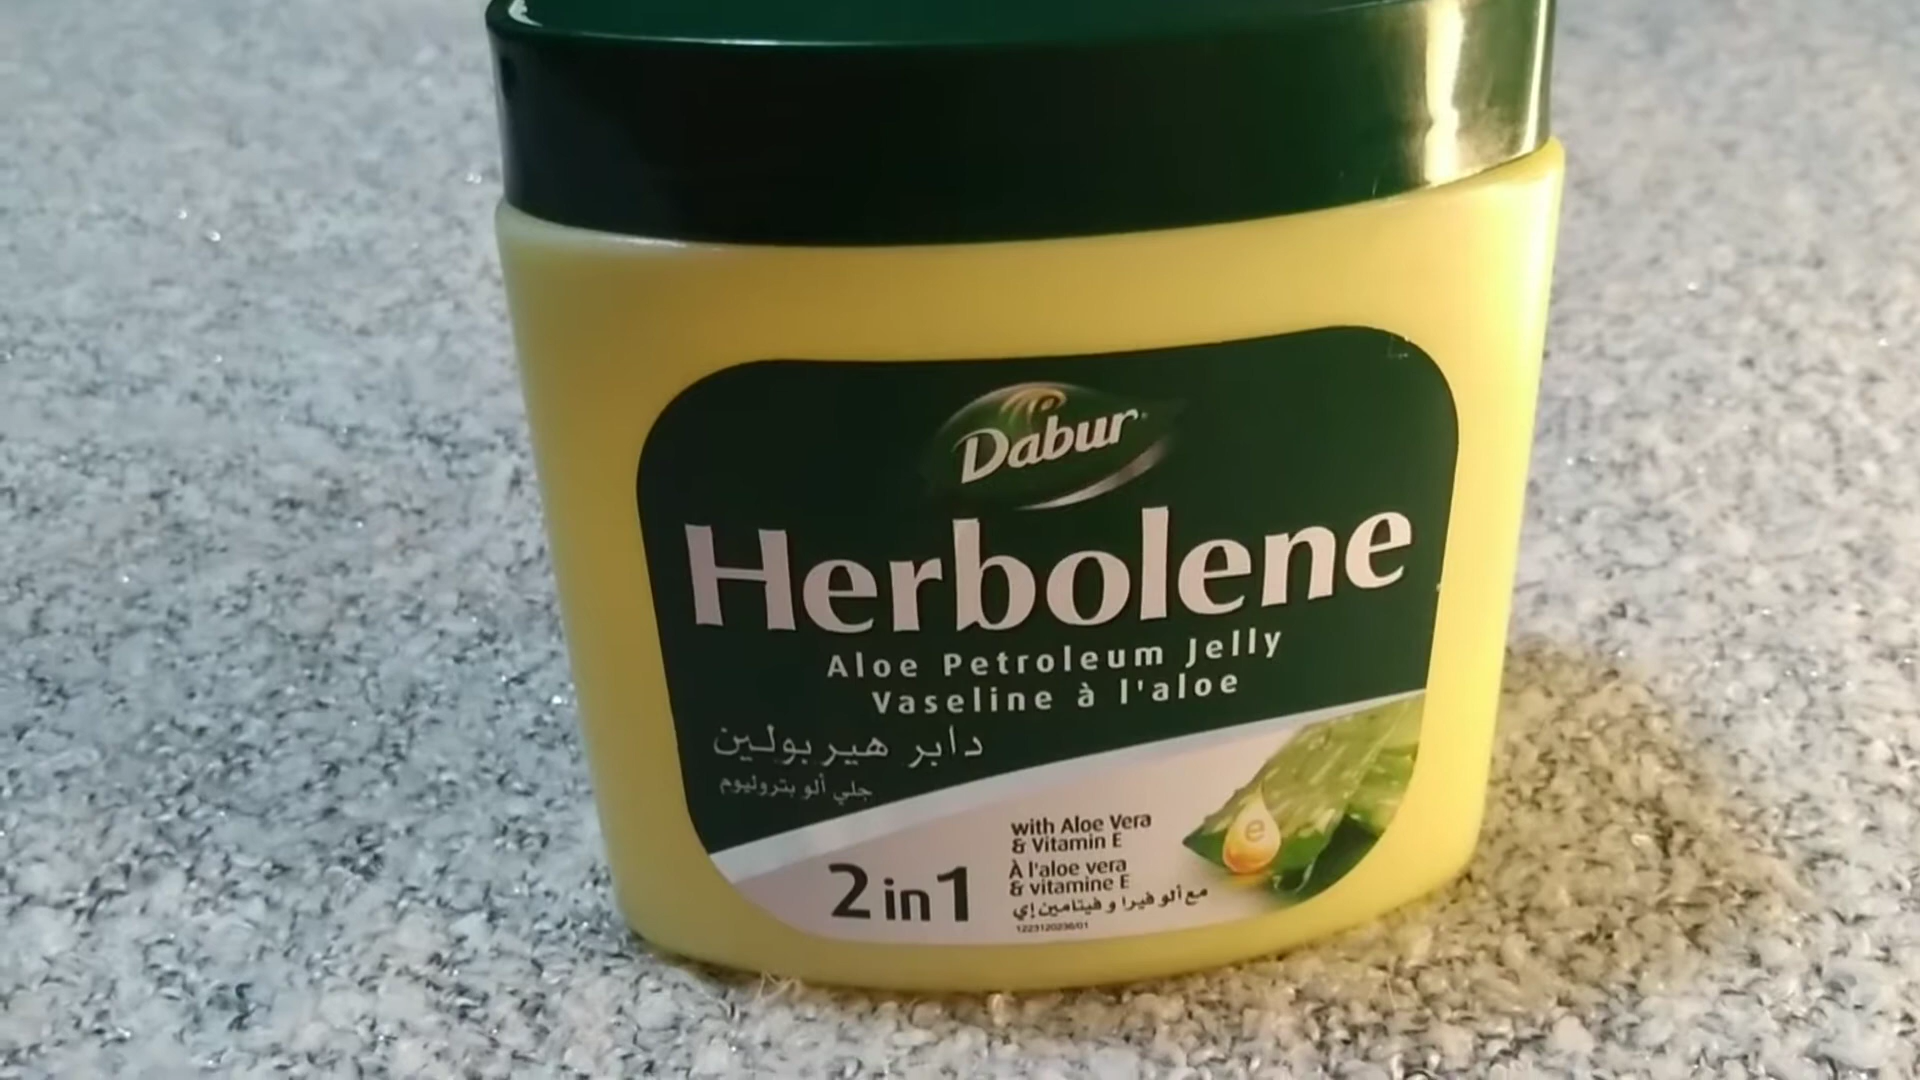 Dabur
Herbolene
Aloe Petroleum Jelly
Vaseline à l'aloe
دابر هيربولين
جلي ألو بتروليوم
2 in 1
with Aloe Vera
& Vitamin E
À l'aloe vera
& vitamine E
مع ألو فيرا و فيتامين إي
e